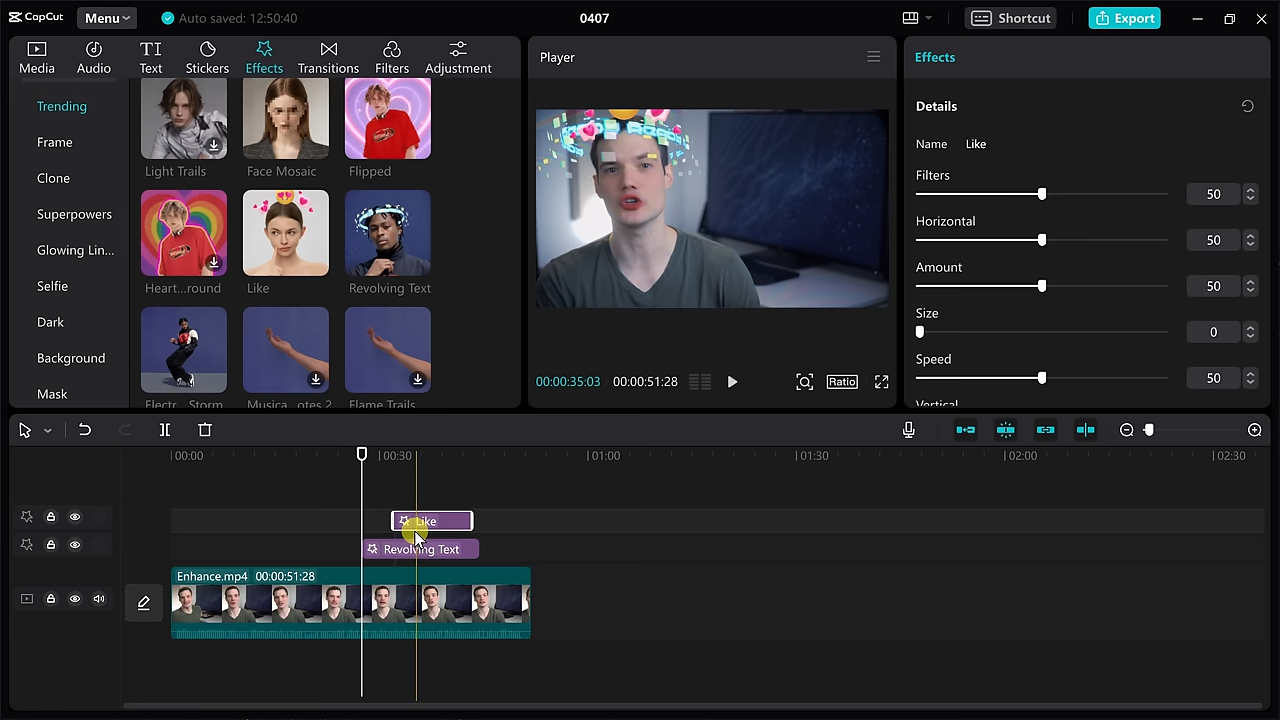 CapCut
Menu
Auto saved: 12:50:40
0407
Shortcut
Export
Media
Audio
TI
Text
Stickers
Effects
Transitions
Filters
Adjustment
Player
Effects
Trending
Frame
Clone
Superpowers
Glowing Lin...
Selfie
Dark
Background
Mask
Light Trails
Face Mosaic
Flipped
Heart...round
Like
Revolving Text
Electr... Storm
Musica...otes 2
Flame Trails
00:00:35:03
00:00:51:28
Ratio
Details
Name Like
Filters
50
Horizontal
50
Amount
50
Size
0
Speed
50
Vertical
00:00
00:30
01:00
01:30
02:00
02:30
Like
Revolving Text
Enhance.mp4 00:00:51:28